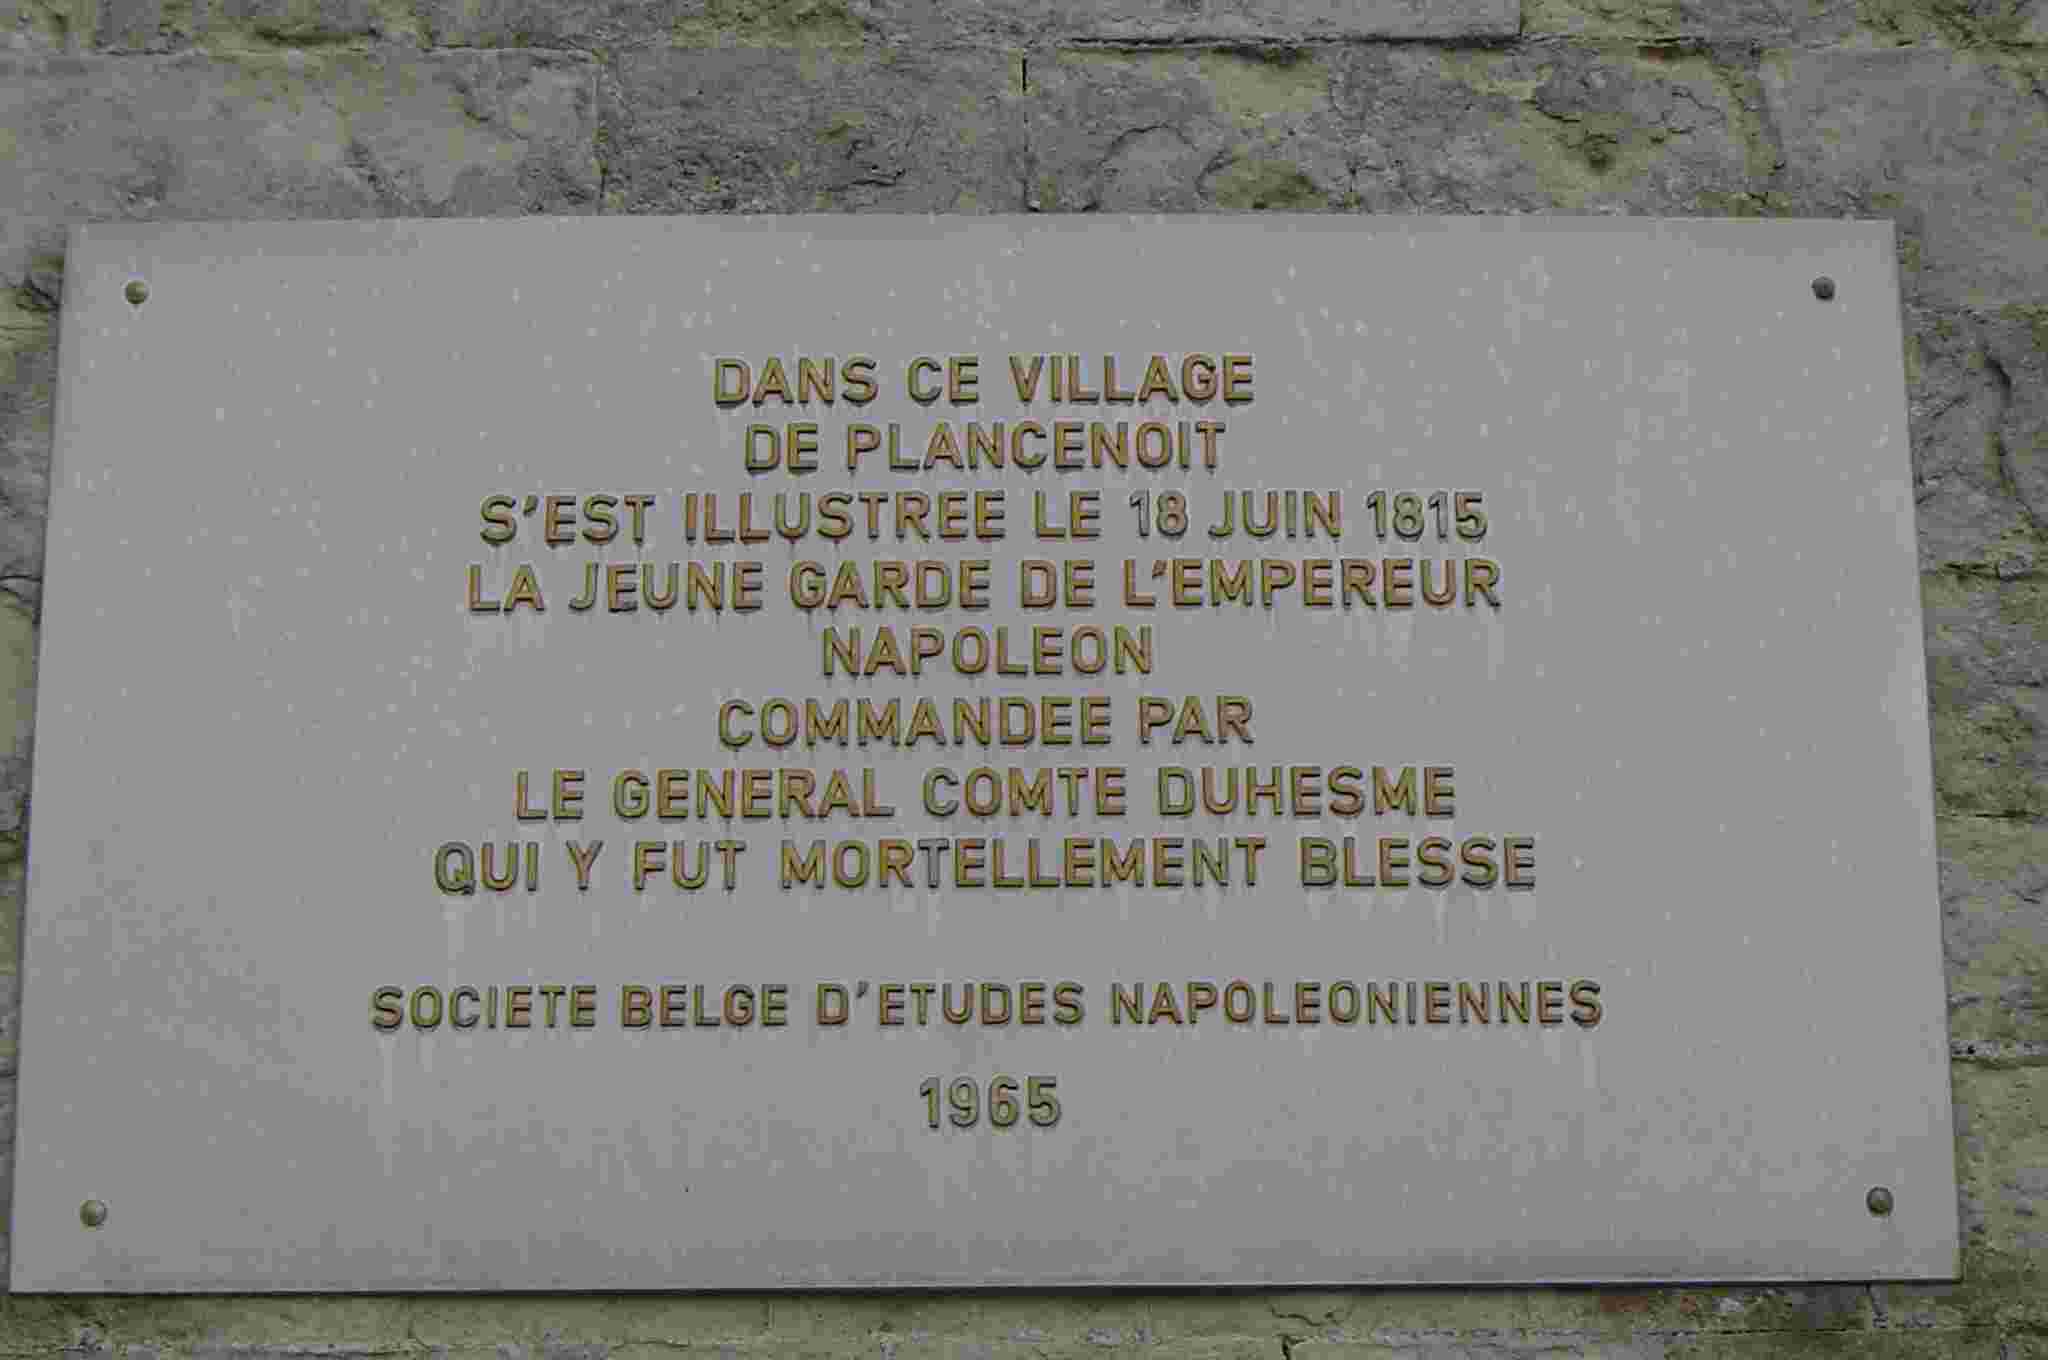 DANS CE VILLAGE
DE PLANCENOIT
S'EST ILLUSTREE LE 18 JUIN 1815
LA JEUNE GARDE DE L'EMPEREUR
NAPOLEON
COMMANDEE PAR
LE GENERAL COMTE DUHESME
QUI Y FUT MORTELLEMENT BLESSE
SOCIETE BELGE D'ETUDES NAPOLEONIENNES
1965